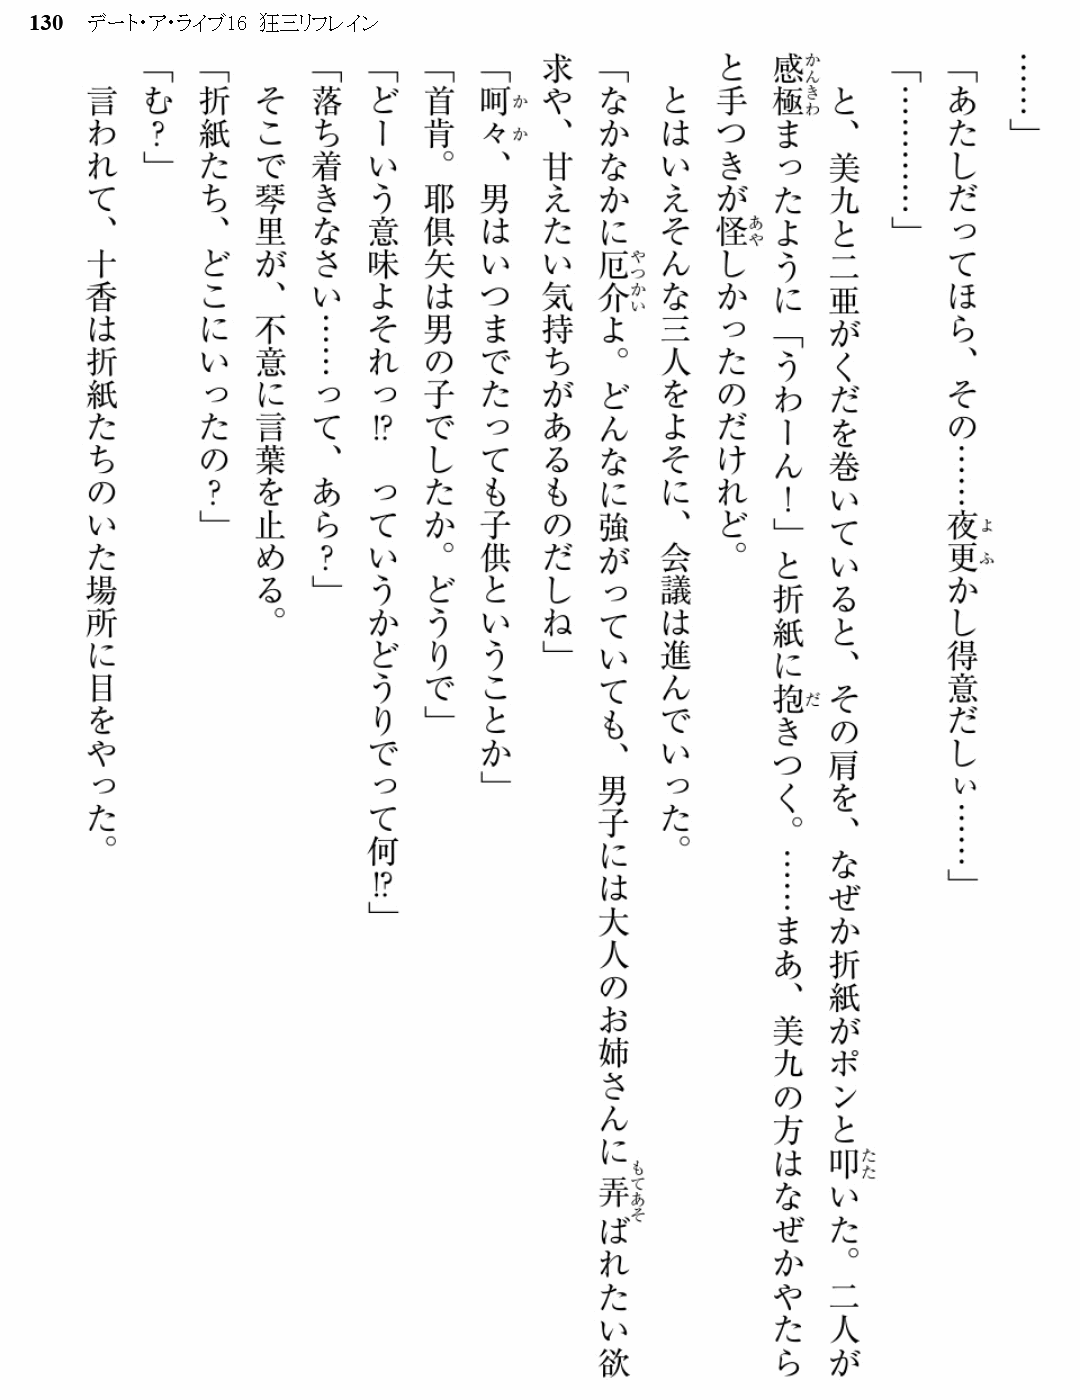 130 デート・ア・ライブ16 狂三リフレイン
……」
「あたしだってほら、その……夜更かし得意だしぃ……」
「…………」
と、美九と二亜がくだを巻いていると、その肩を、なぜか折紙がポンと叩いた。二人が
感極まったように「うわーん！」と折紙に抱きつく。……まあ、美九の方はなぜかやたら
と手つきが怪しかったのだけれど。
とはいえそんな三人をよそに、会議は進んでいった。
「なかなかに厄介よ。どんなに強がっていても、男子には大人のお姉さんに弄ばれたい欲
求や、甘えたい気持ちがあるものだしね」
「呵々、男はいつまでたっても子供ということか」
「首肯。耶倶矢は男の子でしたか。どうりで」
「どーいう意味よそれっ!?　っていうかどうりでって何!?」
「落ち着きなさい……って、あら？」
そこで琴里が、不意に言葉を止める。
「折紙たち、どこにいったの？」
「む？」
言われて、十香は折紙たちのいた場所に目をやった。